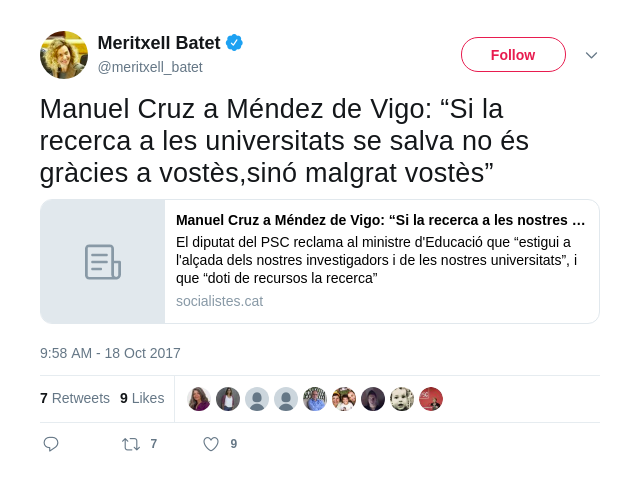 Meritxell Batet
@meritxell_batet
Follow
Manuel Cruz a Méndez de Vigo: “Si la
recerca a les universitats se salva no és
gràcies a vostès,sinó malgrat vostès”
Manuel Cruz a Méndez de Vigo: “Si la recerca a les nostres …
El diputat del PSC reclama al ministre d'Educació que “estigui a
l'alçada dels nostres investigadors i de les nostres universitats”, i
que “doti de recursos la recerca”
socialistes.cat
9:58 AM - 18 Oct 2017
7 Retweets 9 Likes
7 9